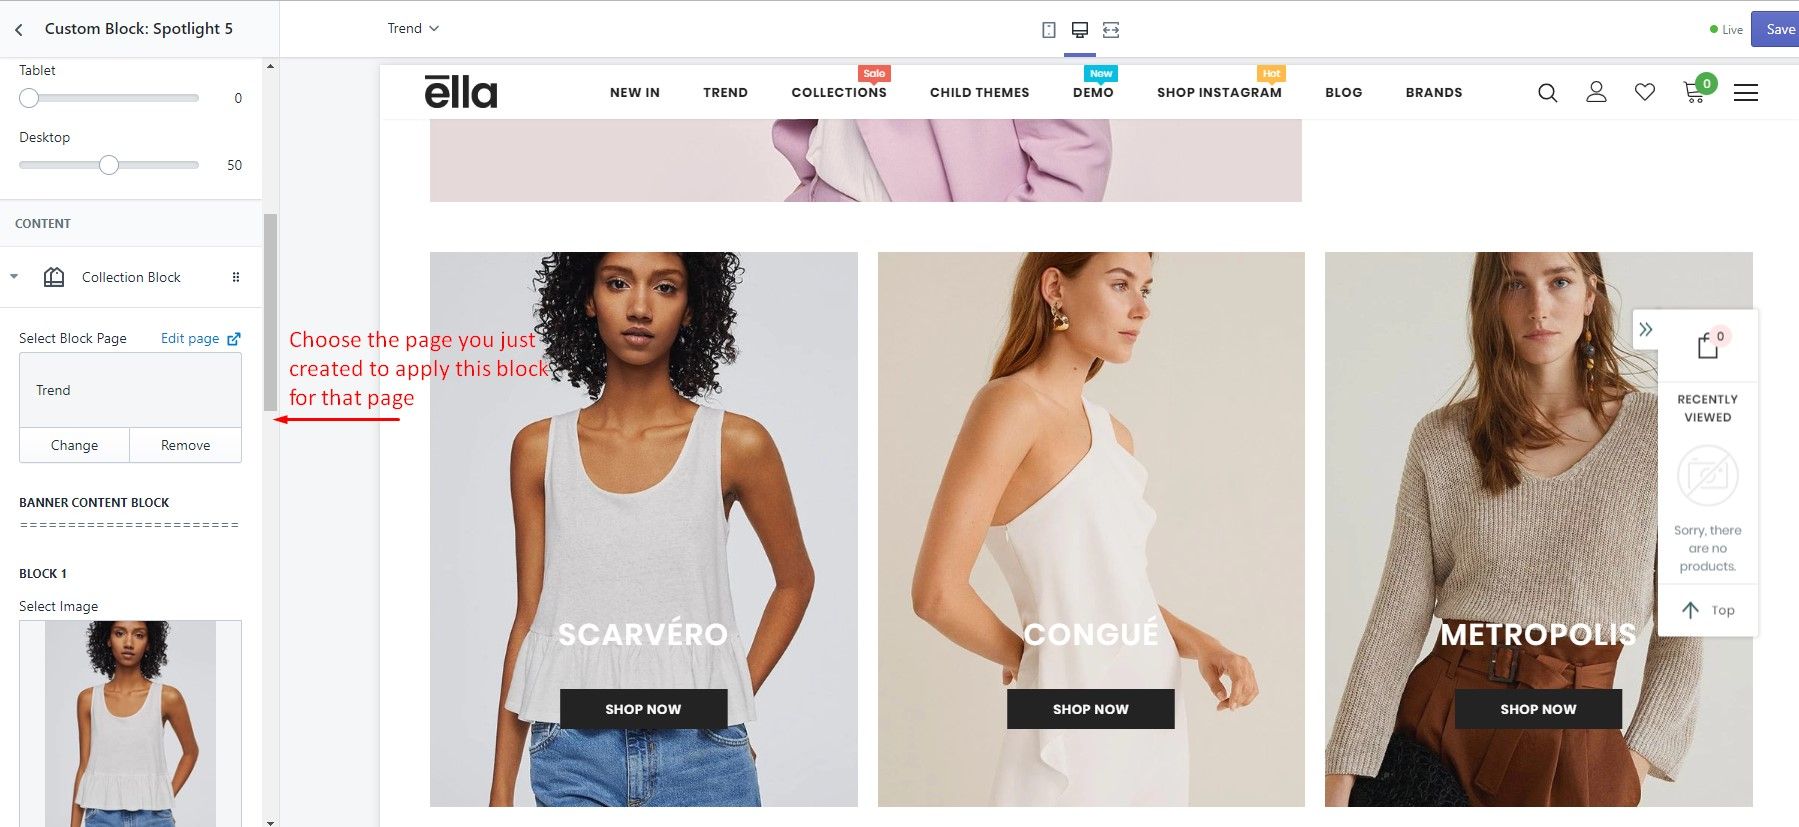 Custom Block: Spotlight 5
Trend
Live
Save
Tablet
0
Desktop
50
CONTENT
Collection Block
Select Block Page
Edit page
Trend
Change
Remove
BANNER CONTENT BLOCK
=======================
BLOCK 1
Select Image
Choose the page you just
created to apply this block
for that page
ēlla
Sale
New
Hot
NEW IN
TREND
COLLECTIONS
CHILD THEMES
DEMO
SHOP INSTAGRAM
BLOG
BRANDS
0
SCARVÉRO
SHOP NOW
CONGUÉ
SHOP NOW
METROPOLIS
SHOP NOW
0
RECENTLY
VIEWED
Sorry, there
are no
products.
Top